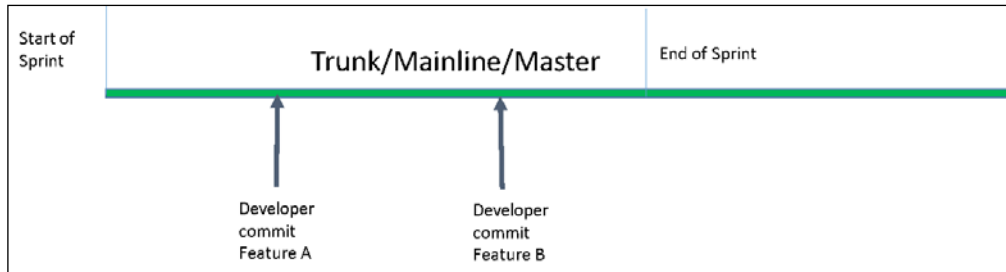 Start of
Sprint
Trunk/Mainline/Master
End of Sprint
Developer
commit
Feature A
Developer
commit
Feature B